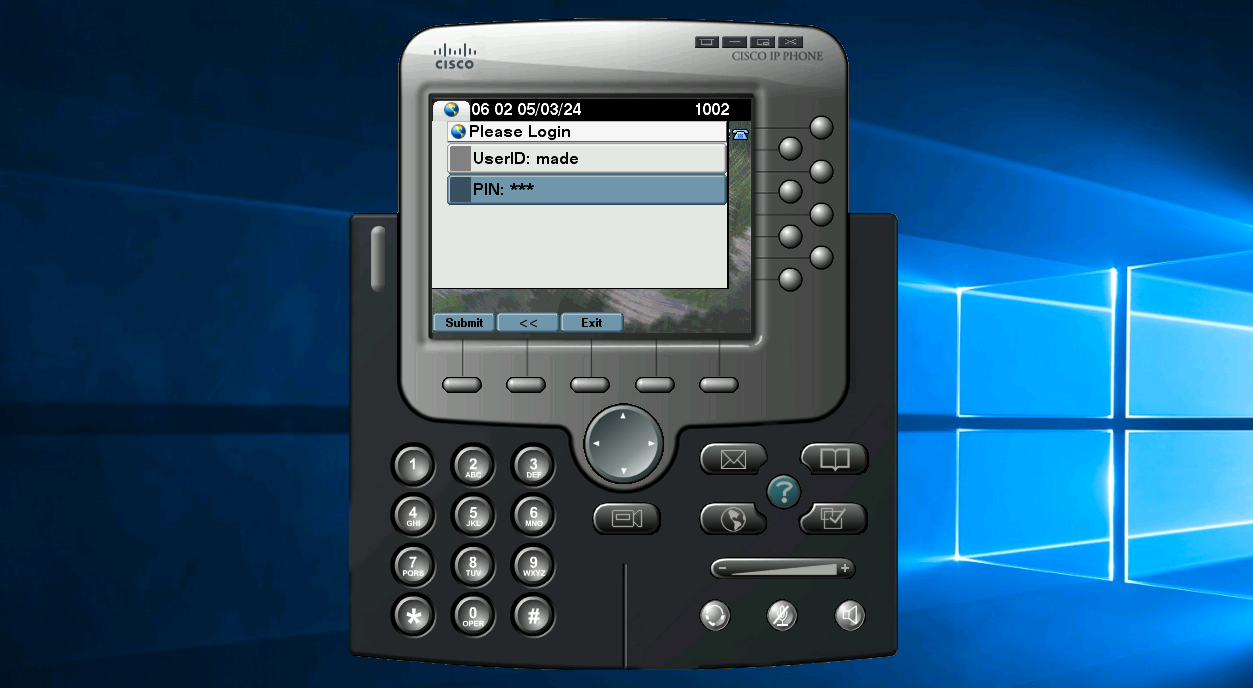 CISCO
CISCO IP PHONE
06 02 05/03/24 1002
Please Login
UserID: made
PIN: ***
Submit << Exit
1 2 ABC 3 DEF
4 GHI 5 JKL 6 MNO
7 PQRS 8 TUV 9 WXYZ
* 0 OPER #
?
- +